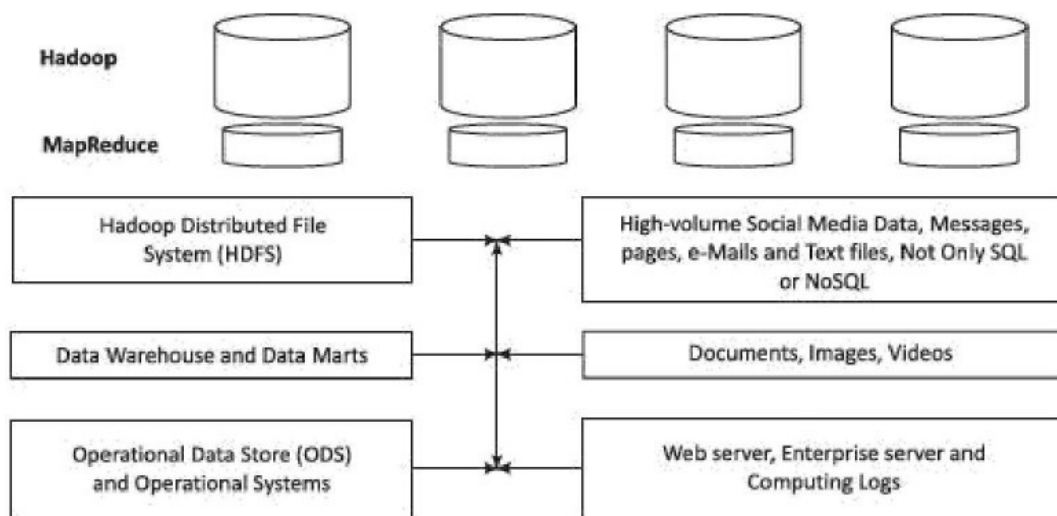 Hadoop
MapReduce
Hadoop Distributed File
System (HDFS)
High-volume Social Media Data, Messages,
pages, e-Mails and Text files, Not Only SQL
or NoSQL
Data Warehouse and Data Marts
Documents, Images, Videos
Operational Data Store (ODS)
and Operational Systems
Web server, Enterprise server and
Computing Logs